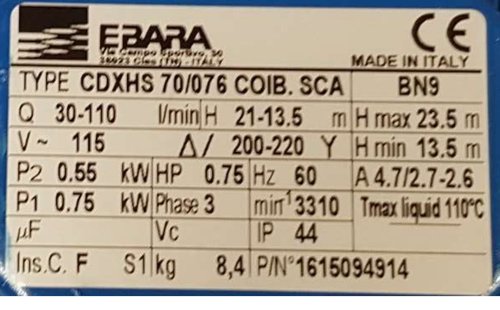 EBARA
Via Campo Sportivo, 30
38023 Cles (TN) - ITALY
CE
MADE IN ITALY
TYPE CDXHS 70/076 COIB. SCA BN9
Q 30-110 l/min H 21-13.5 m H max 23.5 m
V~ 115 Δ/ 200-220 Y H min 13.5 m
P2 0.55 kW HP 0.75 Hz 60 A 4.7/2.7-2.6
P1 0.75 kW Phase 3 min⁻¹ 3310 Tmax liquid 110°C
µF Vc IP 44
Ins.C. F S1 kg 8,4 P/N°1615094914